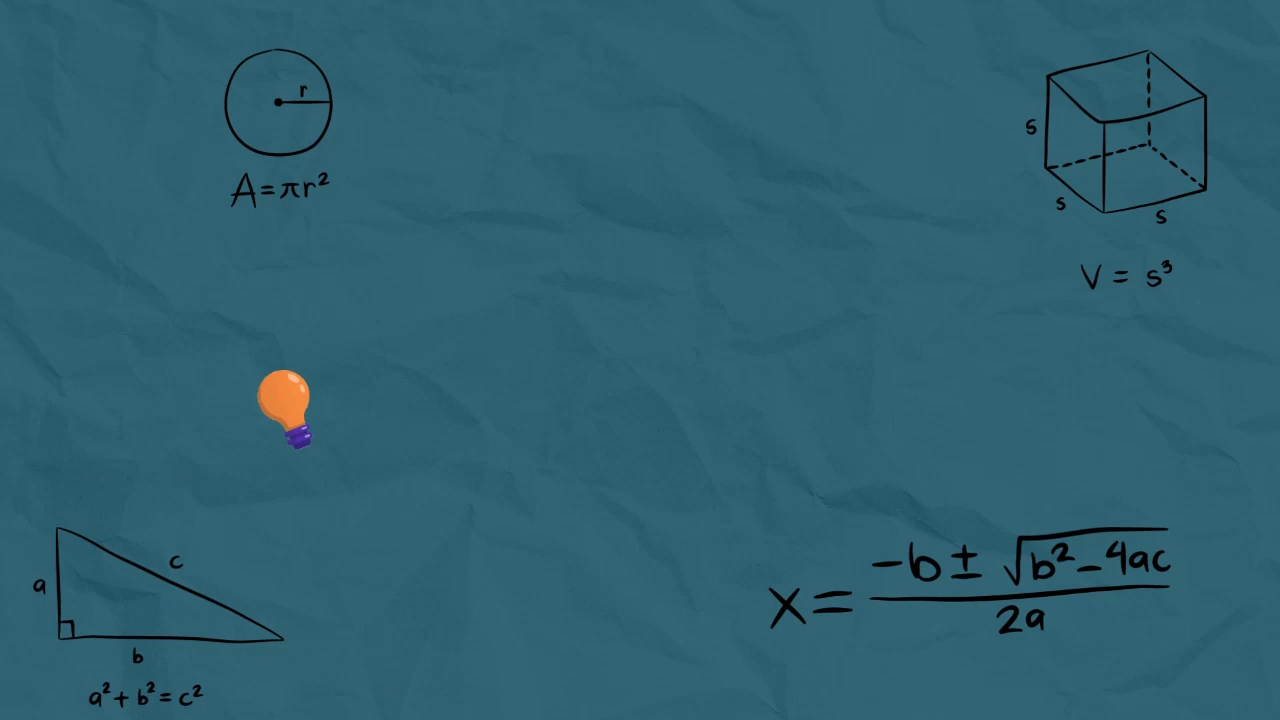 r
A=πr²
s
s
s
V = s³
a
c
b
a²+b²=c²
x = (-b ± √(b²-4ac)) / 2a